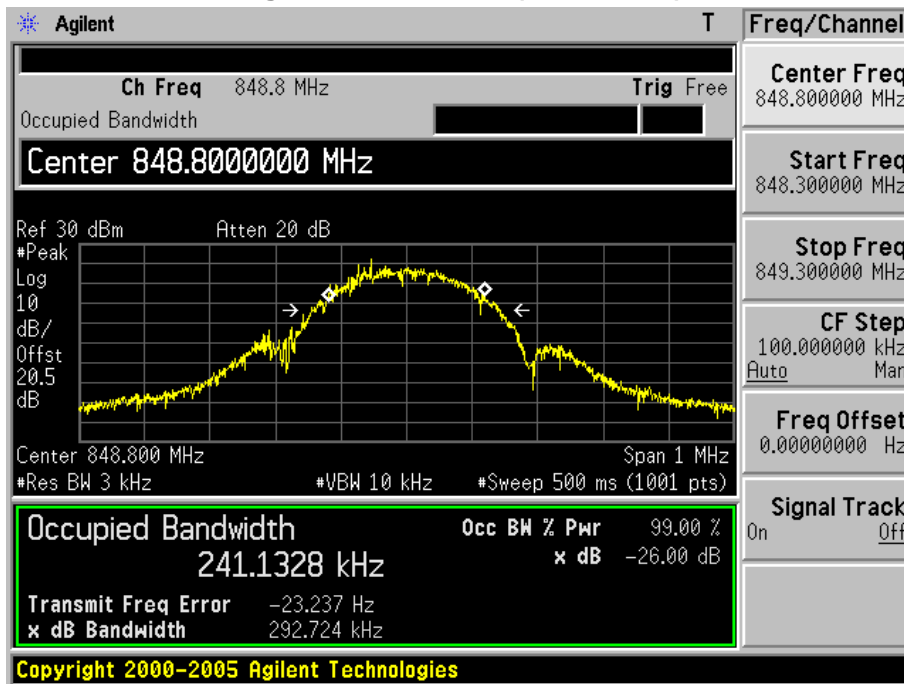 Agilent T Freq/Channel
Ch Freq 848.8 MHz Trig Free
Occupied Bandwidth
Center 848.8000000 MHz
Ref 30 dBm Atten 20 dB
#Peak
Log
10
dB/
Offst
20.5
dB
Center 848.800 MHz Span 1 MHz
#Res BW 3 kHz #VBW 10 kHz #Sweep 500 ms (1001 pts)
Occupied Bandwidth Occ BW % Pwr 99.00 %
241.1328 kHz x dB -26.00 dB
Transmit Freq Error -23.237 Hz
x dB Bandwidth 292.724 kHz
Copyright 2000-2005 Agilent Technologies
Center Freq
848.800000 MHz
Start Freq
848.300000 MHz
Stop Freq
849.300000 MHz
CF Step
100.000000 kHz
Auto Man
Freq Offset
0.00000000 Hz
Signal Track
On Off